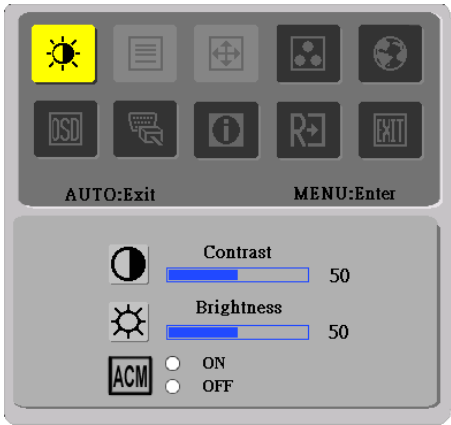 OSD
i
R
EXIT
AUTO:Exit MENU:Enter
Contrast
50
Brightness
50
ACM ON
OFF